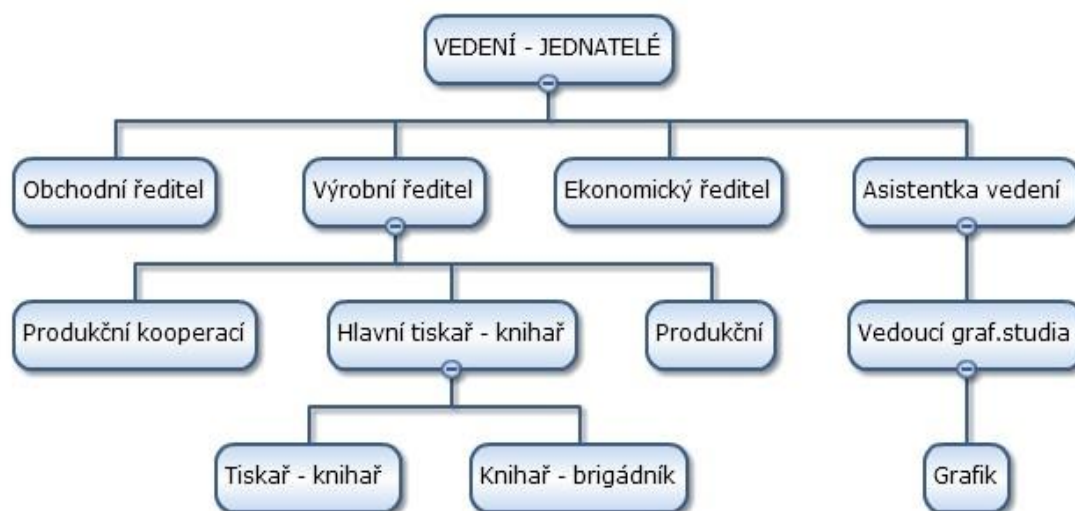 VEDENÍ - JEDNATELÉ
Obchodní ředitel
Výrobní ředitel
Ekonomický ředitel
Asistentka vedení
Produkční kooperací
Hlavní tiskař - knihař
Produkční
Vedoucí graf.studia
Tiskař - knihař
Knihař - brigádník
Grafik